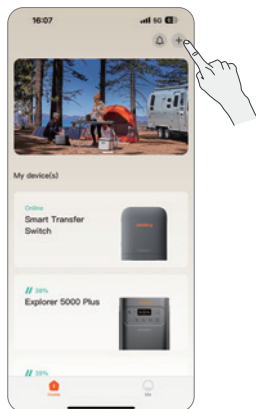 16:07
5G
My device(s)
Online
Smart Transfer
Switch
38%
Explorer 5000 Plus
39%
Home
Me